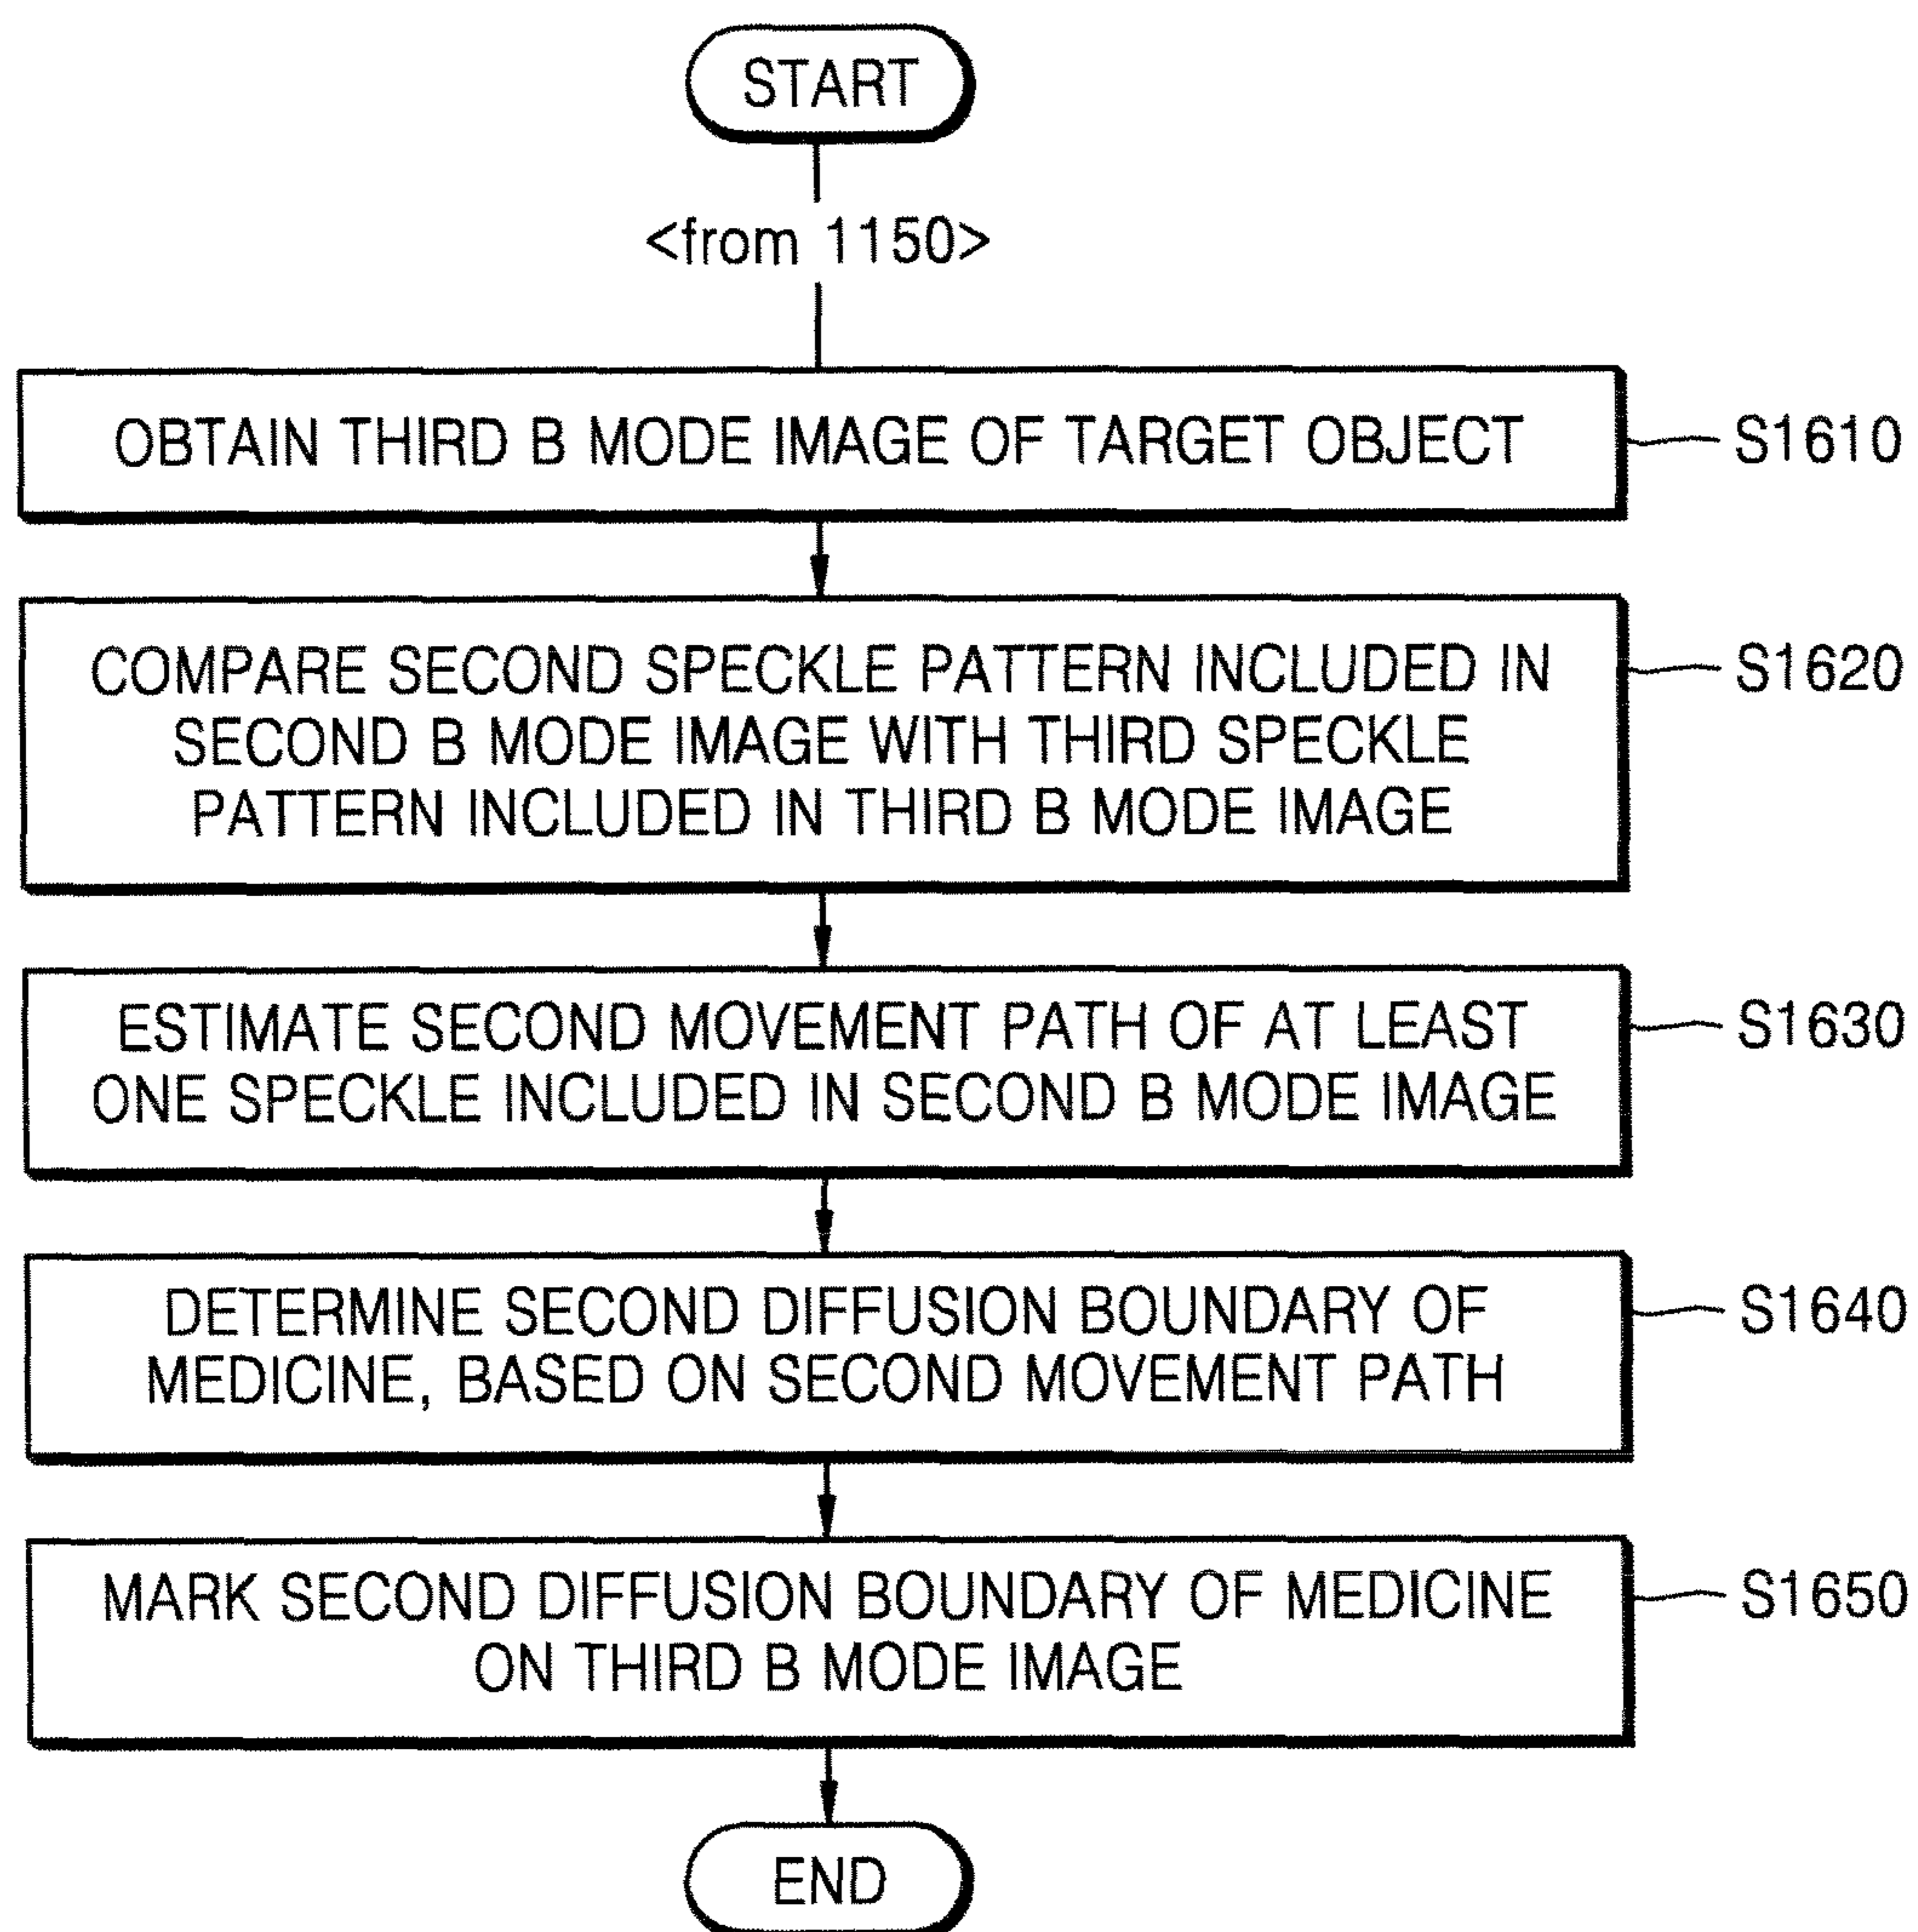 START
<from 1150>
OBTAIN THIRD B MODE IMAGE OF TARGET OBJECT
S1610
COMPARE SECOND SPECKLE PATTERN INCLUDED IN
SECOND B MODE IMAGE WITH THIRD SPECKLE
PATTERN INCLUDED IN THIRD B MODE IMAGE
S1620
ESTIMATE SECOND MOVEMENT PATH OF AT LEAST
ONE SPECKLE INCLUDED IN SECOND B MODE IMAGE
S1630
DETERMINE SECOND DIFFUSION BOUNDARY OF
MEDICINE, BASED ON SECOND MOVEMENT PATH
S1640
MARK SECOND DIFFUSION BOUNDARY OF MEDICINE
ON THIRD B MODE IMAGE
S1650
END